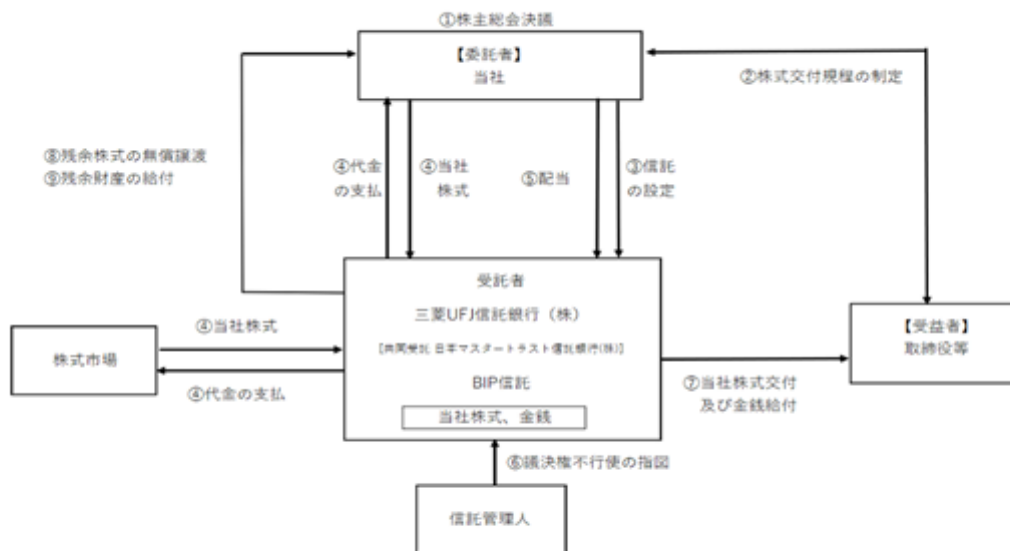 ①株主総会決議
【委託者】
当社
②株式交付規程の制定
⑧残余株式の無償譲渡
⑨残余財産の給付
④代金
の支払
④当社
株式
⑤配当
③信託
の設定
受託者
三菱UFJ信託銀行（株）
［共同受託 日本マスタートラスト信託銀行(株)］
BIP信託
当社株式、金銭
株式市場
④当社株式
④代金の支払
【受益者】
取締役等
⑦当社株式交付
及び金銭給付
⑥議決権不行使の指図
信託管理人